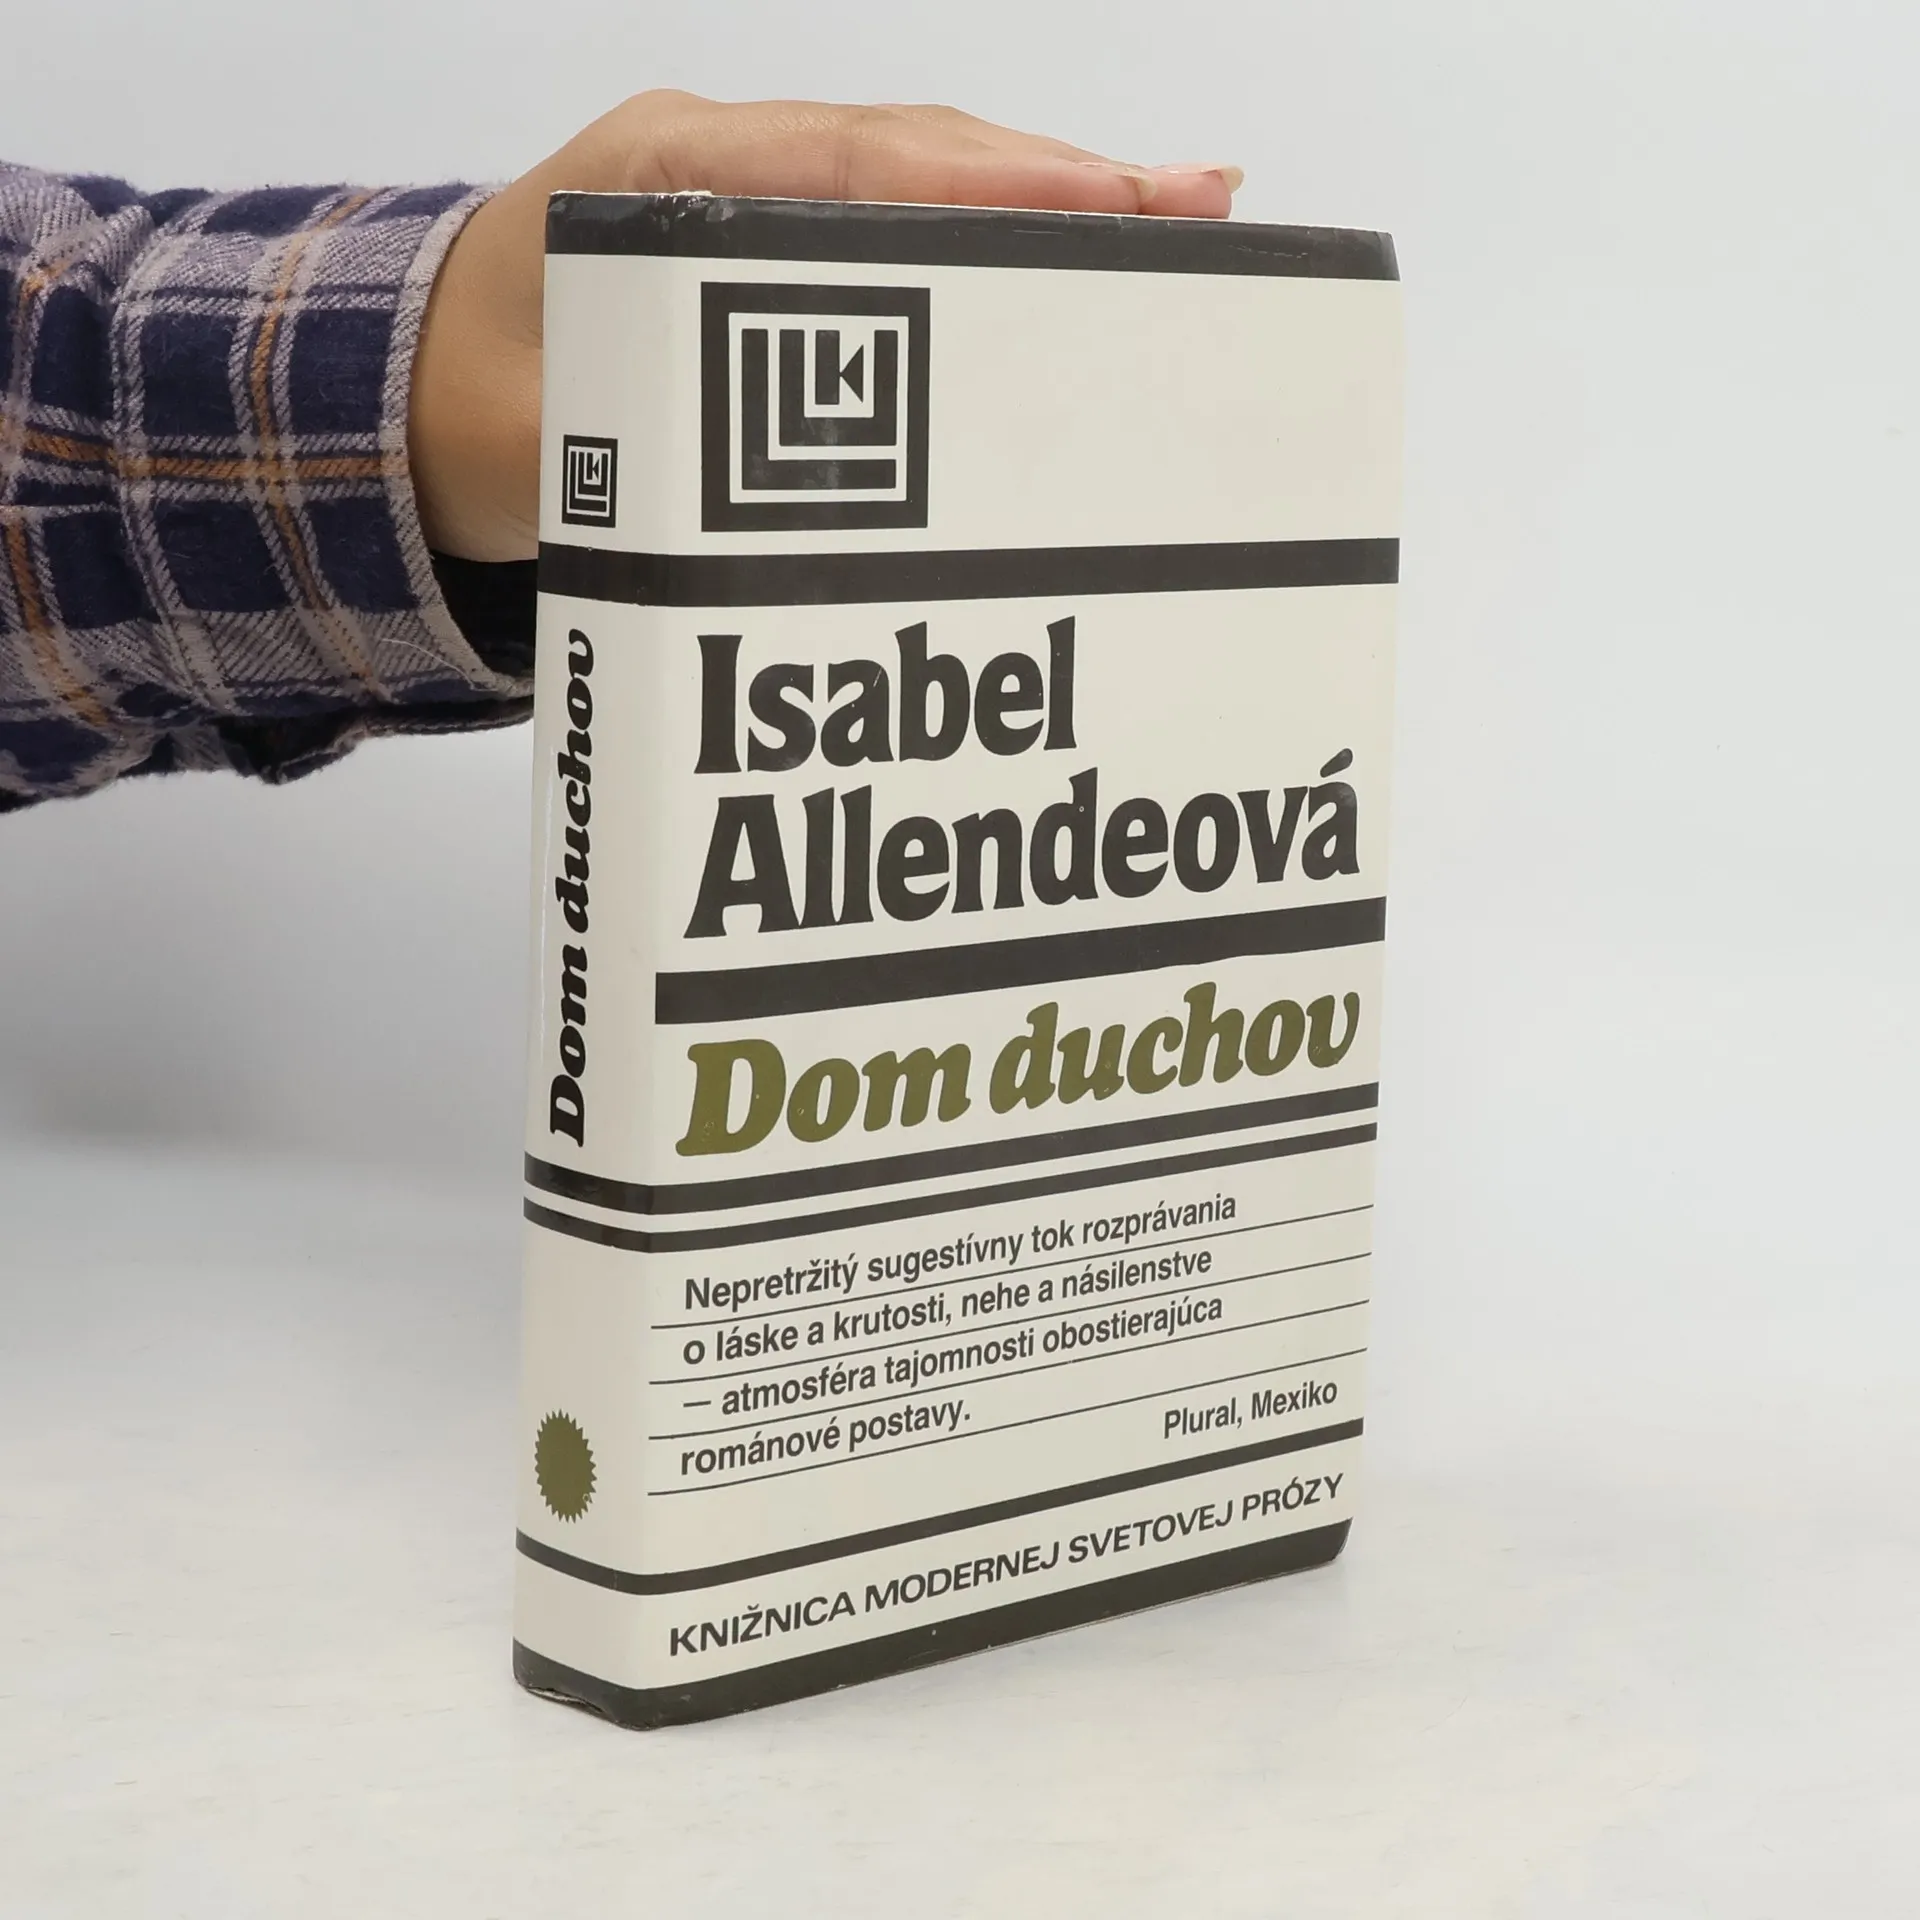 Dom duchov
Isabel
Allendeová
Dom duchov
Nepretržitý sugestívny tok rozprávania
o láske a krutosti, nehe a násilenstve
— atmosféra tajomnosti obostierajúca
románové postavy.
Plural, Mexiko
KNIŽNICA MODERNEJ SVETOVEJ PRÓZY